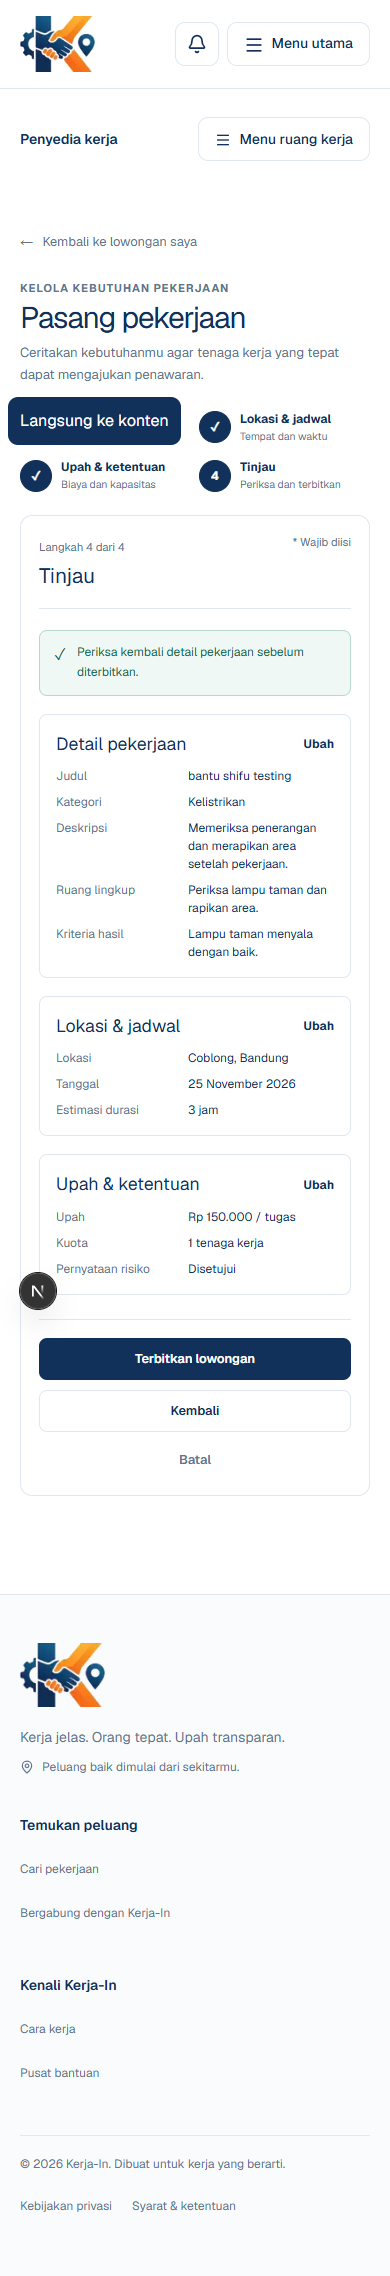 Menu utama
Penyedia kerja
Menu ruang kerja
← Kembali ke lowongan saya
KELOLA KEBUTUHAN PEKERJAAN
Pasang pekerjaan
Ceritakan kebutuhanmu agar tenaga kerja yang tepat
dapat mengajukan penawaran.
Langsung ke konten
✓ Lokasi & jadwal
Tempat dan waktu
✓ Upah & ketentuan
Biaya dan kapasitas
4 Tinjau
Periksa dan terbitkan
Langkah 4 dari 4
* Wajib diisi
Tinjau
✓ Periksa kembali detail pekerjaan sebelum
diterbitkan.
Detail pekerjaan Ubah
Judul bantu shifu testing
Kategori Kelistrikan
Deskripsi Memeriksa penerangan
dan merapikan area
setelah pekerjaan.
Ruang lingkup Periksa lampu taman dan
rapikan area.
Kriteria hasil Lampu taman menyala
dengan baik.
Lokasi & jadwal Ubah
Lokasi Coblong, Bandung
Tanggal 25 November 2026
Estimasi durasi 3 jam
Upah & ketentuan Ubah
Upah Rp 150.000 / tugas
Kuota 1 tenaga kerja
Pernyataan risiko Disetujui
N
Terbitkan lowongan
Kembali
Batal
Kerja jelas. Orang tepat. Upah transparan.
Peluang baik dimulai dari sekitarmu.
Temukan peluang
Cari pekerjaan
Bergabung dengan Kerja-In
Kenali Kerja-In
Cara kerja
Pusat bantuan
© 2026 Kerja-In. Dibuat untuk kerja yang berarti.
Kebijakan privasi Syarat & ketentuan